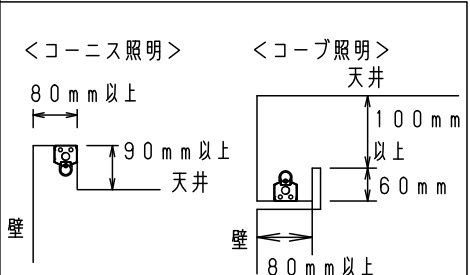 <コーニス照明>
80mm以上
90mm以上
天井
壁
<コーブ照明>
天井
100mm
以上
60mm
壁
80mm以上